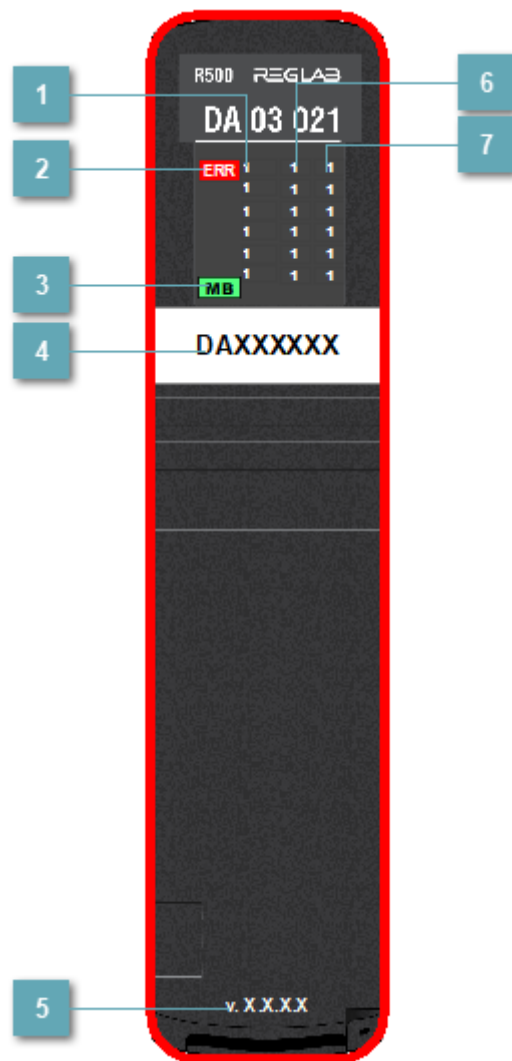 R500 REGLAB
DA 03 021
1
6
7
2
ERR 1 1 1
1 1 1
1 1 1
1 1 1
1 1 1
1 1 1
3
MB
4
DAXXXXXX
5
v. X.X.X.X